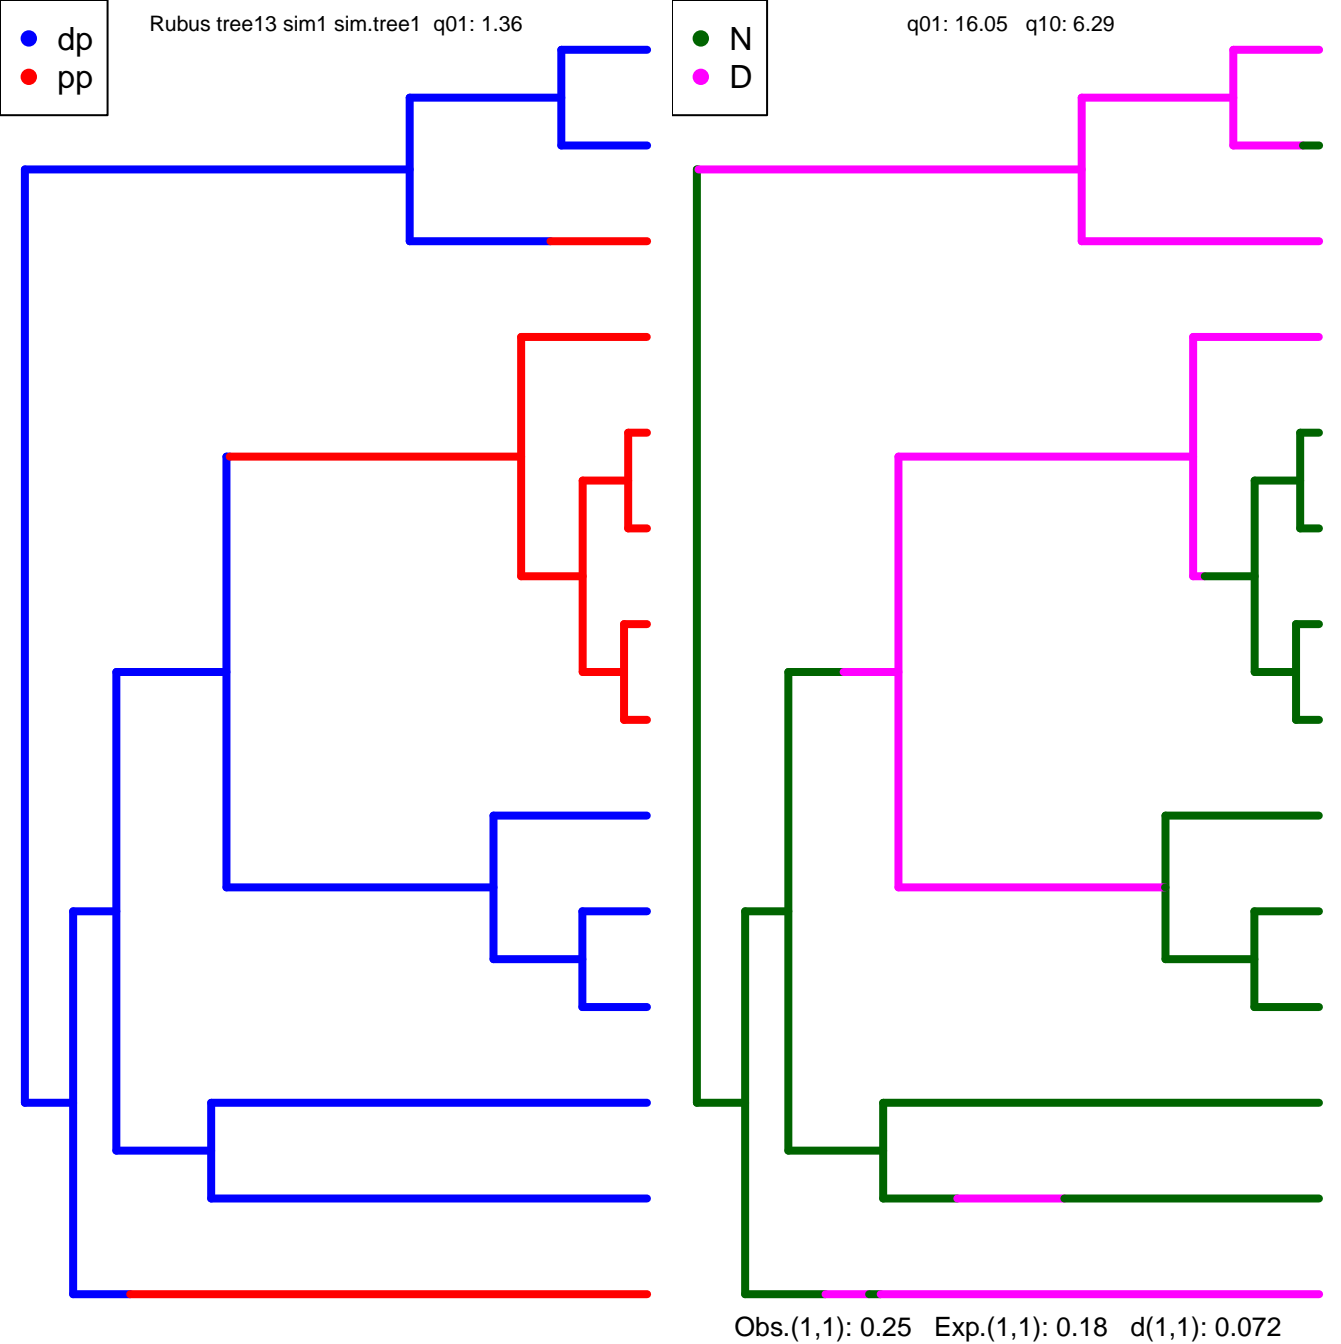 dp
pp
Rubus tree13 sim1 sim.tree1 q01: 1.36
N
D
q01: 16.05 q10: 6.29
Obs.(1,1): 0.25 Exp.(1,1): 0.18 d(1,1): 0.072